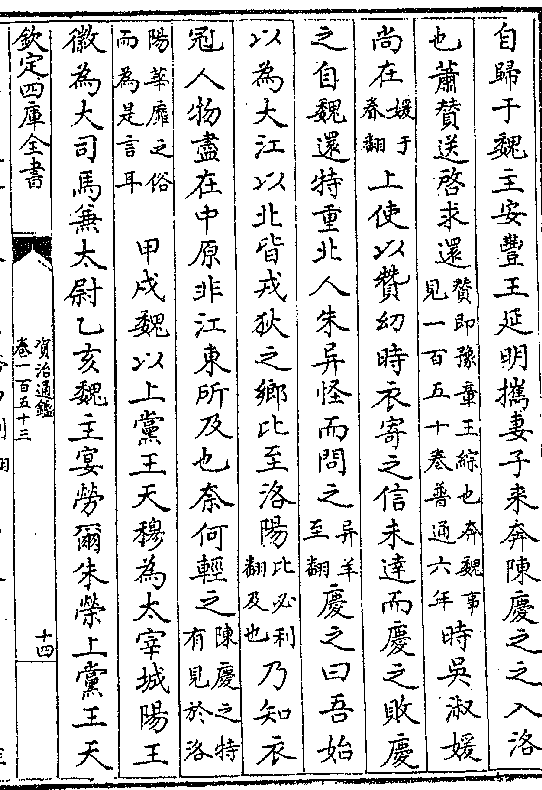 自歸于魏主安豐王延明攜妻子来奔陳慶之之入洛
也蕭賛送啓求還賛即豫章王綜也奔魏事見一百五十卷普通六年時吳淑媛
尚在媛于眷翻上使以賛幼時衣寄之信未達而慶之敗慶
之自魏還特重北人朱异怪而問之异羊至翻慶之曰吾始
以為大江以北皆戎狄之鄉比至洛陽比必利翻及也乃知衣
冠人物盡在中原非江東所及也奈何輕之陳慶之特有見於洛
陽華靡之俗而為是言耳 甲戌魏以上黨王天穆為太宰城陽王
徽為大司馬兼太尉乙亥魏主宴勞爾朱榮上黨王天
欽定四庫全書
資治通鑑
卷一百五十三
十四